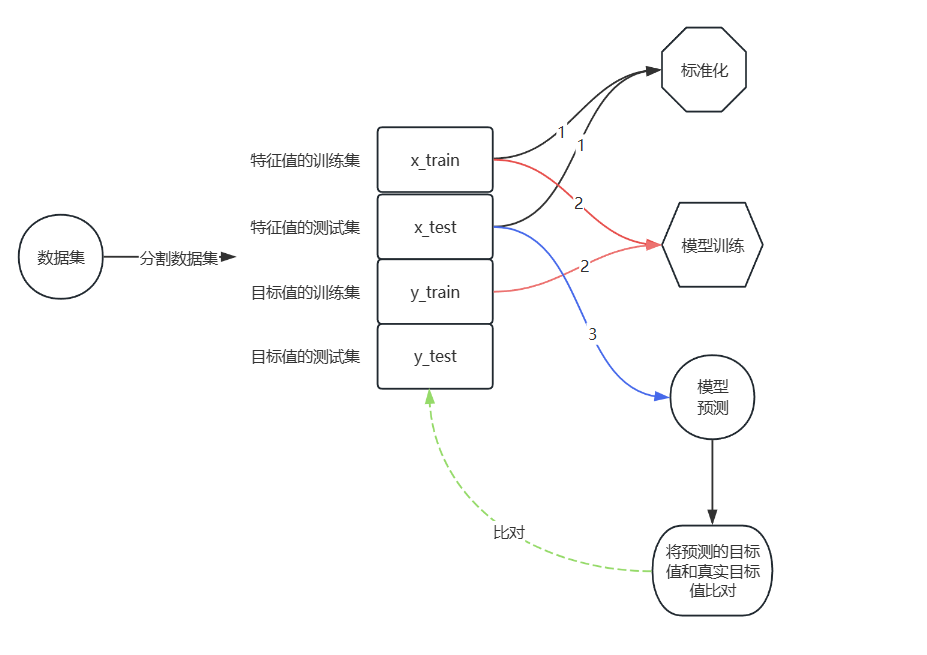 标准化
1
1
特征值的训练集
x_train
2
特征值的测试集
x_test
数据集
分割数据集
模型训练
2
目标值的训练集
y_train
3
目标值的测试集
y_test
模型
预测
比对
将预测的目标
值和真实目标
值比对